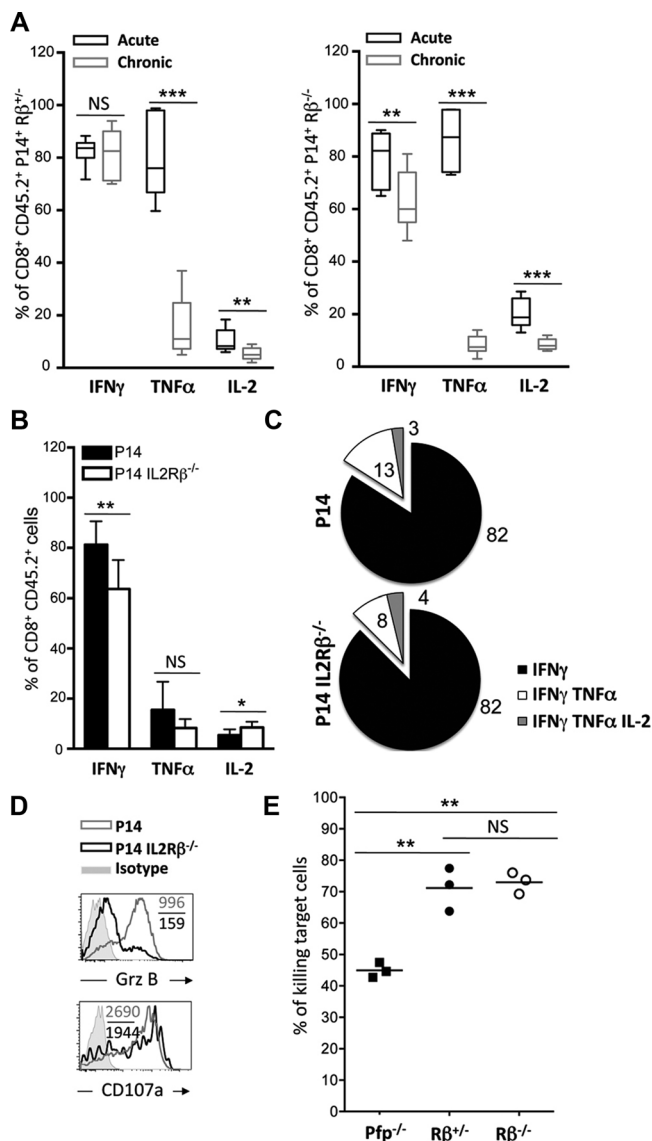 A
Acute
Chronic
% of CD8⁺ CD45.2⁺ P14⁺ Rβ⁺/⁻
120
100
80
60
40
20
0
NS
***
**
IFNγ TNFα IL-2
Acute
Chronic
% of CD8⁺ CD45.2⁺ P14⁺ Rβ⁻/⁻
120
100
80
60
40
20
0
**
***
***
IFNγ TNFα IL-2
B
P14
P14 IL2Rβ⁻/⁻
% of CD8⁺ CD45.2⁺ cells
120
100
80
60
40
20
0
**
NS
*
IFNγ TNFα IL-2
C
P14
3
13
82
P14 IL2Rβ⁻/⁻
4
8
82
IFNγ
IFNγ TNFα
IFNγ TNFα IL-2
D
P14
P14 IL2Rβ⁻/⁻
Isotype
996
159
Grz B
2690
1944
CD107a
E
% of killing target cells
100
90
80
70
60
50
40
30
20
10
0
**
NS
**
Pfp⁻/⁻ Rβ⁺/⁻ Rβ⁻/⁻